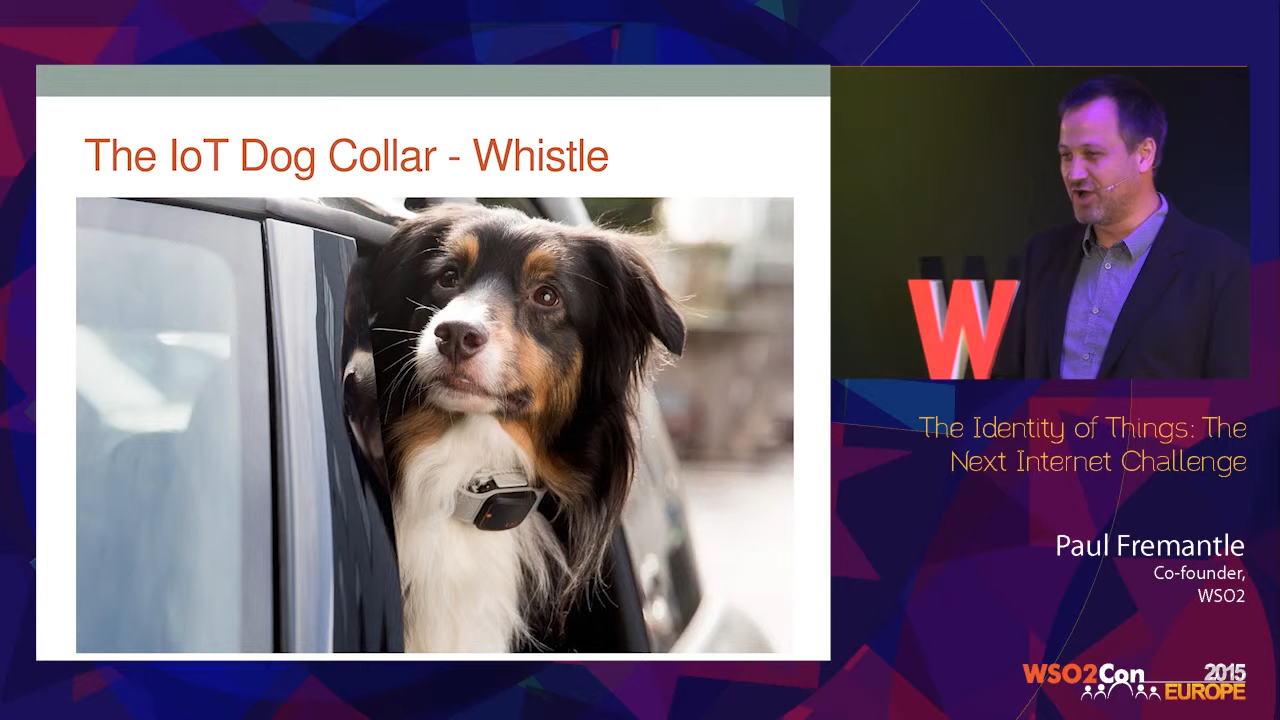 The IoT Dog Collar - Whistle
W
The Identity of Things: The
Next Internet Challenge
Paul Fremantle
Co-founder,
WSO2
WSO2Con 2015
EUROPE